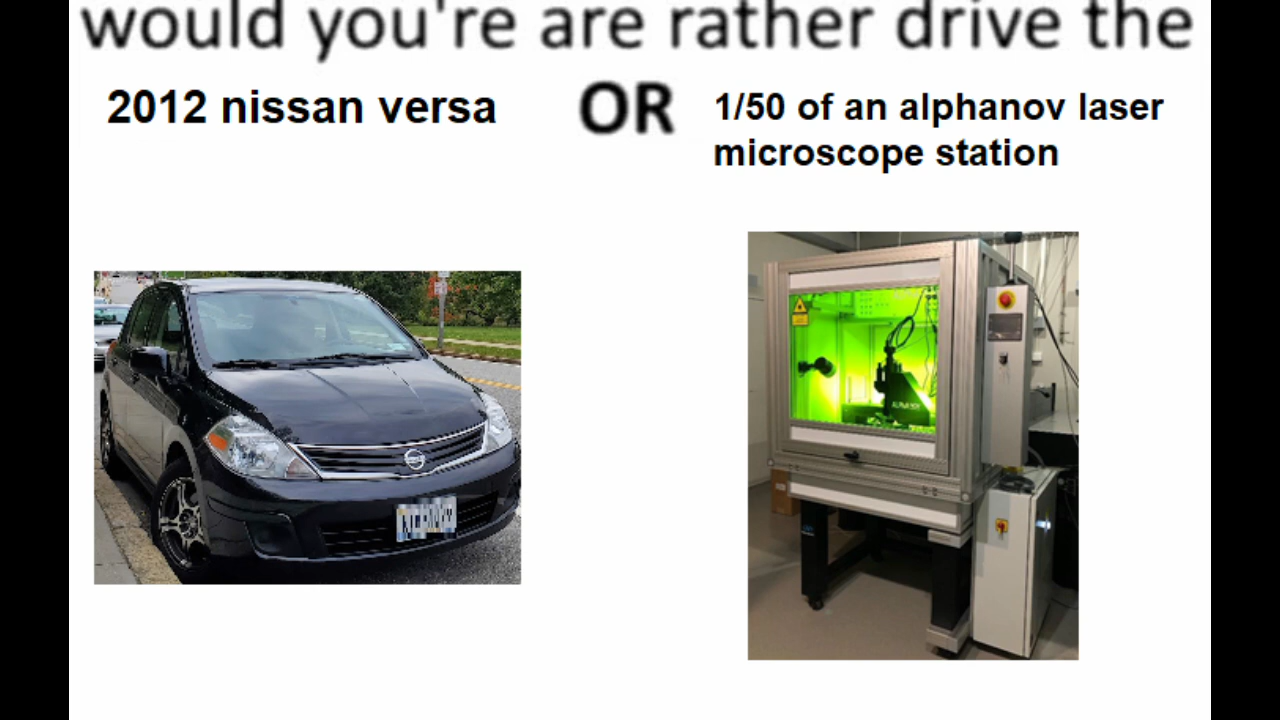 would you're are rather drive the
2012 nissan versa
OR
1/50 of an alphanov laser
microscope station